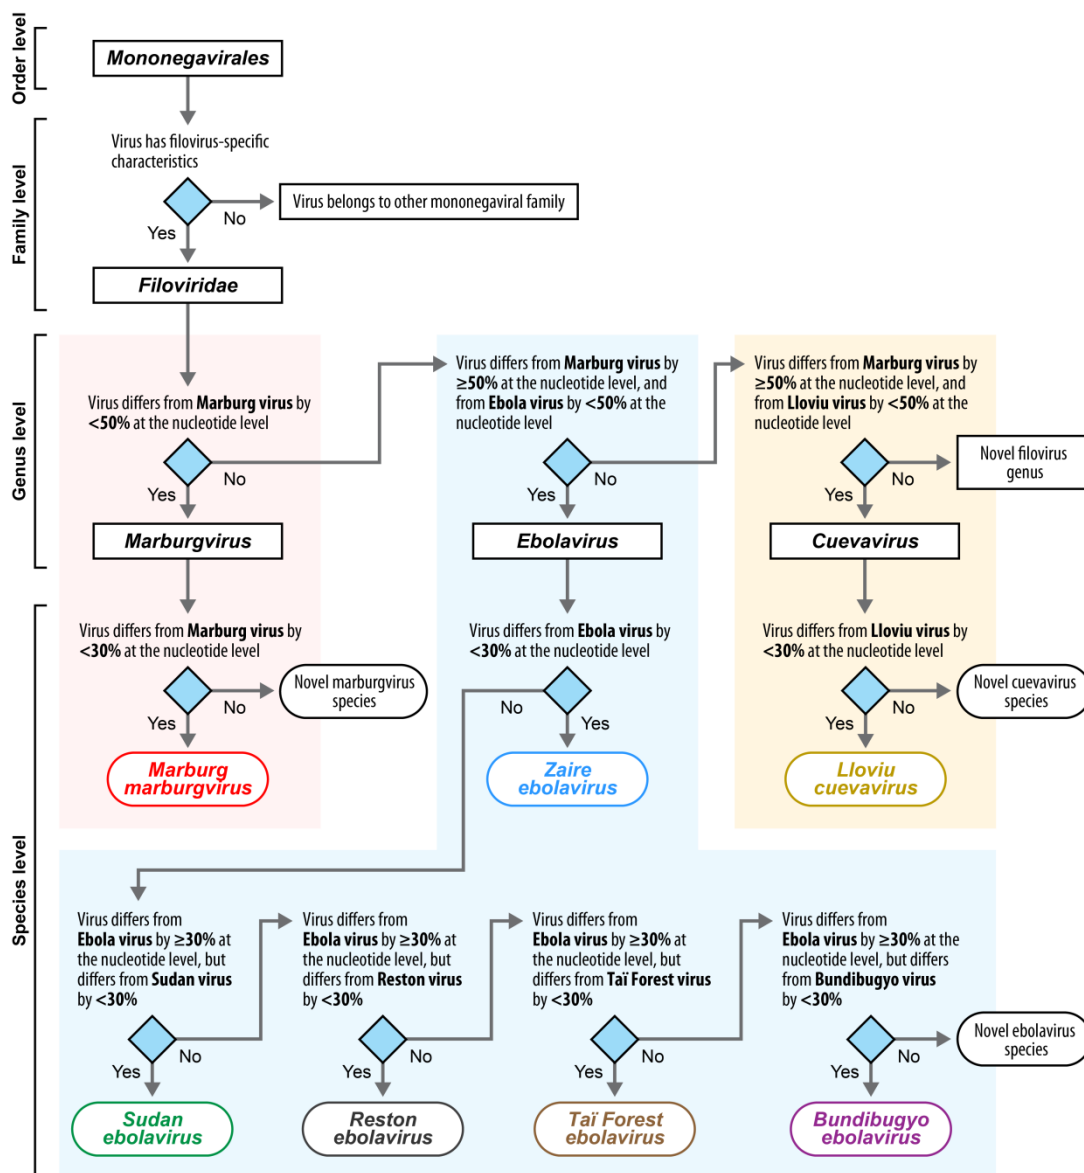 Order level
Mononegavirales
Family level
Virus has filovirus-specific
characteristics
No
Virus belongs to other mononegaviral family
Yes
Filoviridae
Genus level
Virus differs from Marburg virus by
<50% at the nucleotide level
No
Yes
Marburgvirus
Virus differs from Marburg virus by
≥50% at the nucleotide level, and
from Ebola virus by <50% at the
nucleotide level
No
Yes
Ebolavirus
Virus differs from Marburg virus by
≥50% at the nucleotide level, and
from Lloviu virus by <50% at the
nucleotide level
No
Novel filovirus
genus
Yes
Cuevavirus
Species level
Virus differs from Marburg virus by
<30% at the nucleotide level
No
Novel marburgvirus
species
Yes
Marburg
marburgvirus
Virus differs from Ebola virus by
<30% at the nucleotide level
No
Yes
Zaire
ebolavirus
Virus differs from Lloviu virus by
<30% at the nucleotide level
No
Novel cuevavirus
species
Yes
Lloviu
cuevavirus
Virus differs from
Ebola virus by ≥30% at
the nucleotide level, but
differs from Sudan virus
by <30%
No
Yes
Sudan
ebolavirus
Virus differs from
Ebola virus by ≥30% at
the nucleotide level, but
differs from Reston virus
by <30%
No
Yes
Reston
ebolavirus
Virus differs from
Ebola virus by ≥30% at
the nucleotide level, but
differs from Taï Forest virus
by <30%
No
Yes
Taï Forest
ebolavirus
Virus differs from
Ebola virus by ≥30% at the
nucleotide level, but differs
from Bundibugyo virus
by <30%
No
Novel ebolavirus
species
Yes
Bundibugyo
ebolavirus